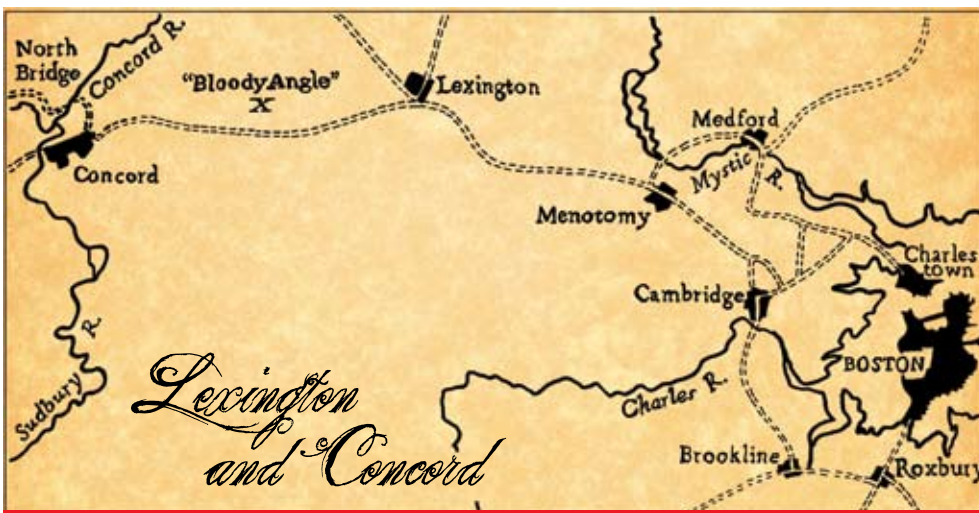 North
Bridge
Concord R.
"Bloody Angle"
X
Lexington
Medford
Mystic R.
Concord
Menotomy
Charles
town
Cambridge
BOSTON
Charles R.
Sudbury R.
Lexington
and Concord
Brookline
Roxbury